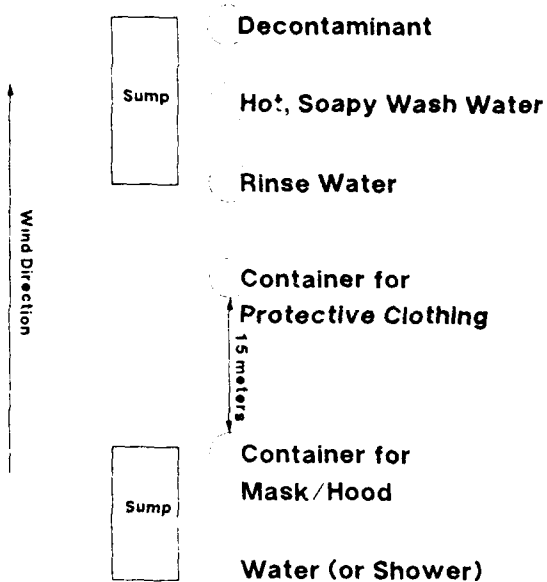 Decontaminant
Sump
Hot, Soapy Wash Water
Rinse Water
Wind Direction
Container for
Protective Clothing
15 meters
Container for
Mask/Hood
Sump
Water (or Shower)